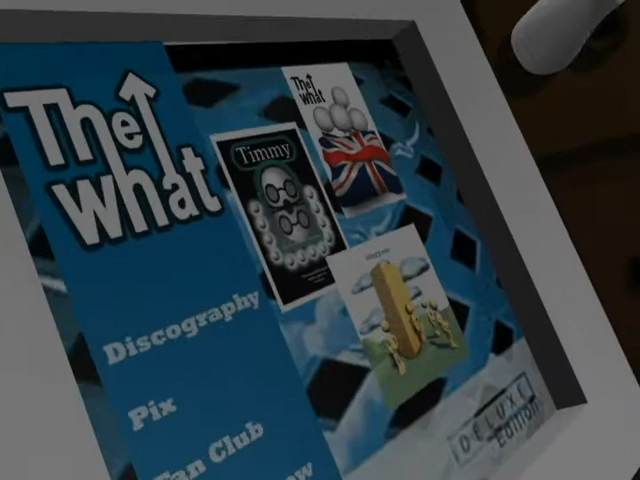 The
What
Discography
Pix
Fan Club
Timmy
The
What
DELUXE
Edition